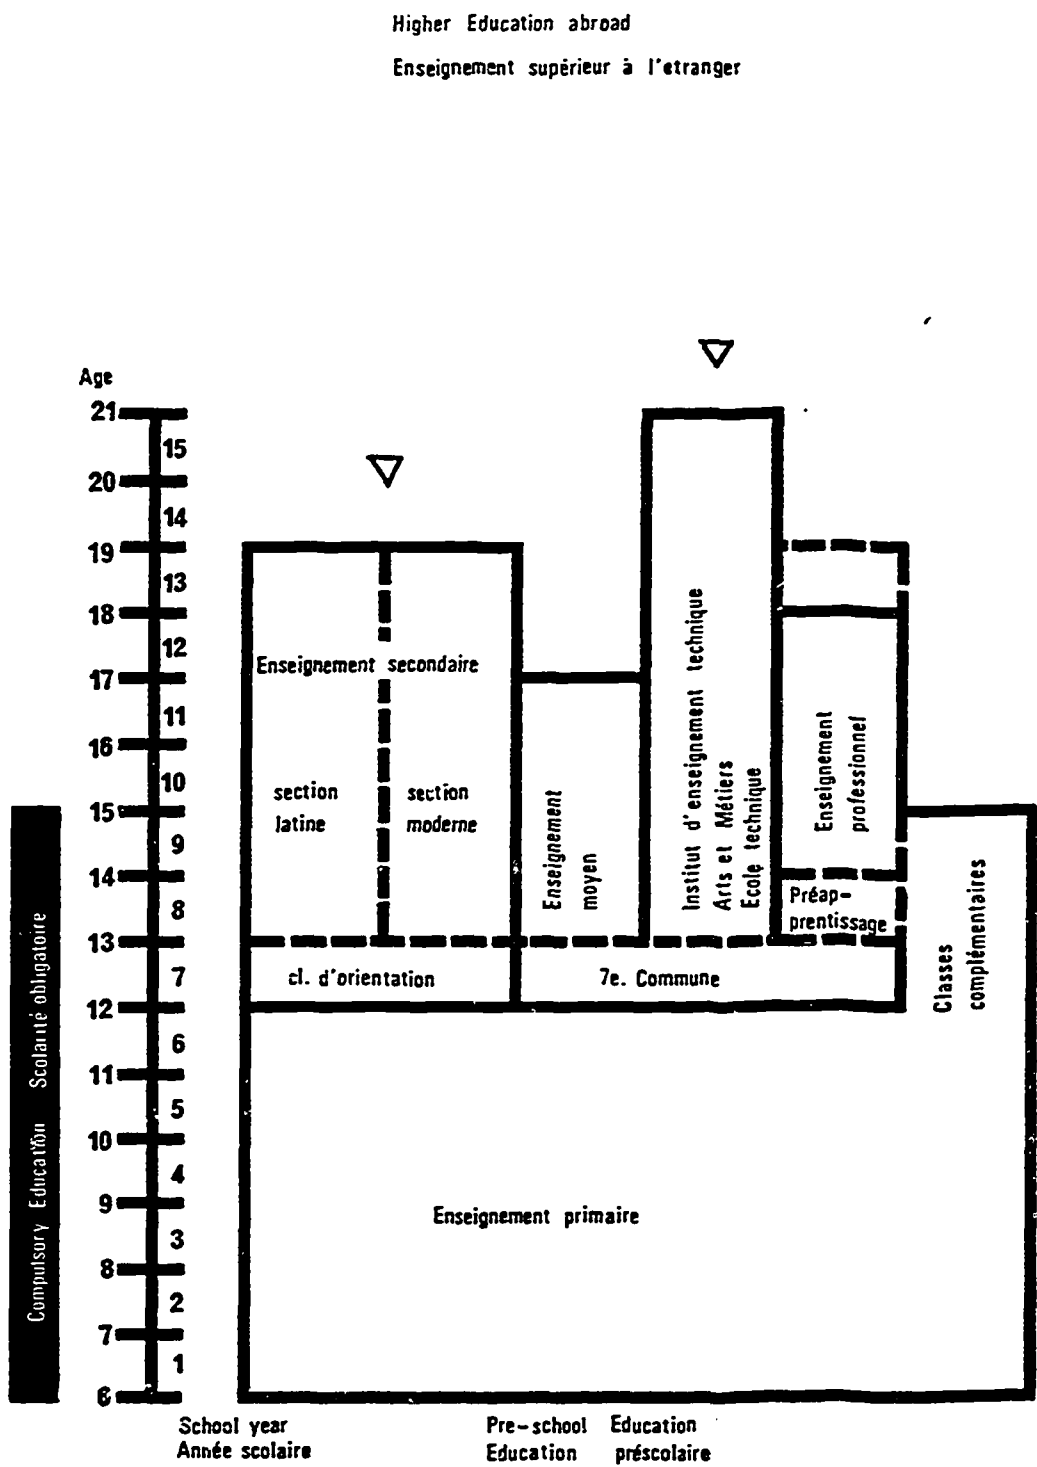 Higher Education abroad
Enseignement supérieur à l'etranger
Age
21
15
20
14
19
13
18
12
17
11
16
10
15
9
14
8
13
7
12
6
11
5
10
4
9
3
8
2
7
1
6
Compulsory Education Scolarité obligatoire
Enseignement secondaire
section
latine
section
moderne
Enseignement
moyen
Institut d'enseignement technique
Arts et Métiers
Ecole technique
Enseignement
professionnel
Préap-
prentissage
Classes
complémentaires
cl. d'orientation
7e. Commune
Enseignement primaire
School year
Année scolaire
Pre-school Education
Education préscolaire